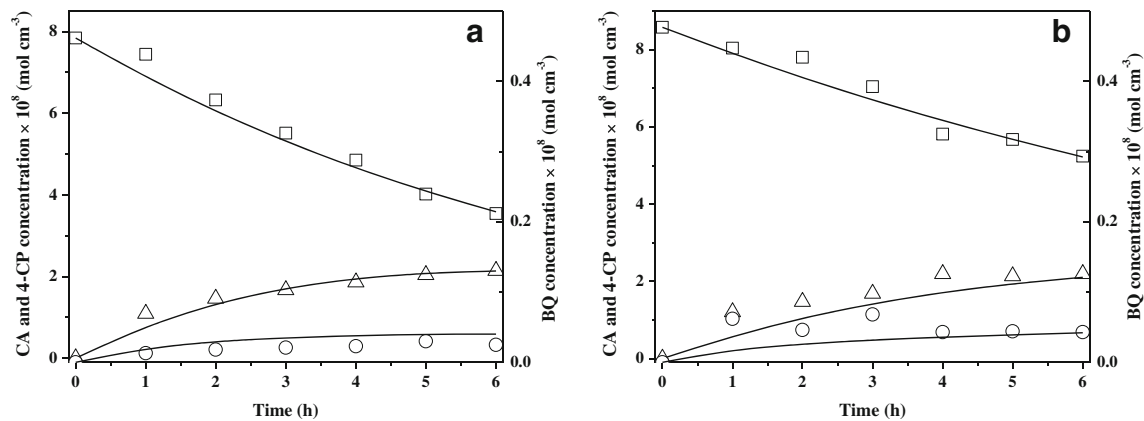 a
CA and 4-CP concentration × 10⁸ (mol cm⁻³)
8
6
4
2
0
0.4
0.2
0.0
BQ concentration × 10⁸ (mol cm⁻³)
0 1 2 3 4 5 6
Time (h)
b
CA and 4-CP concentration × 10⁸ (mol cm⁻³)
8
6
4
2
0
0.4
0.2
0.0
BQ concentration × 10⁸ (mol cm⁻³)
0 1 2 3 4 5 6
Time (h)